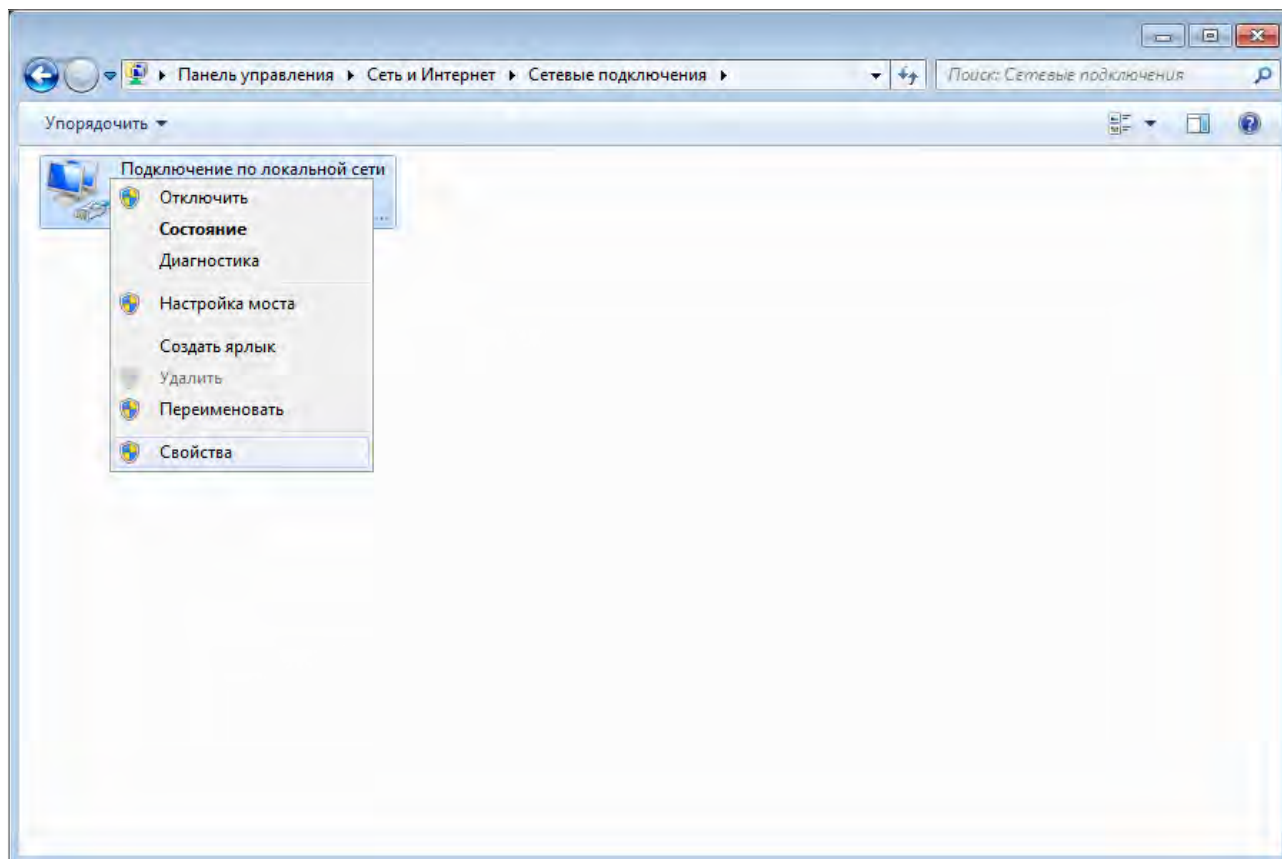 Панель управления ▸ Сеть и Интернет ▸ Сетевые подключения ▸
Поиск: Сетевые подключения
Упорядочить
Подключение по локальной сети
Отключить
Состояние
Диагностика
Настройка моста
Создать ярлык
Удалить
Переименовать
Свойства